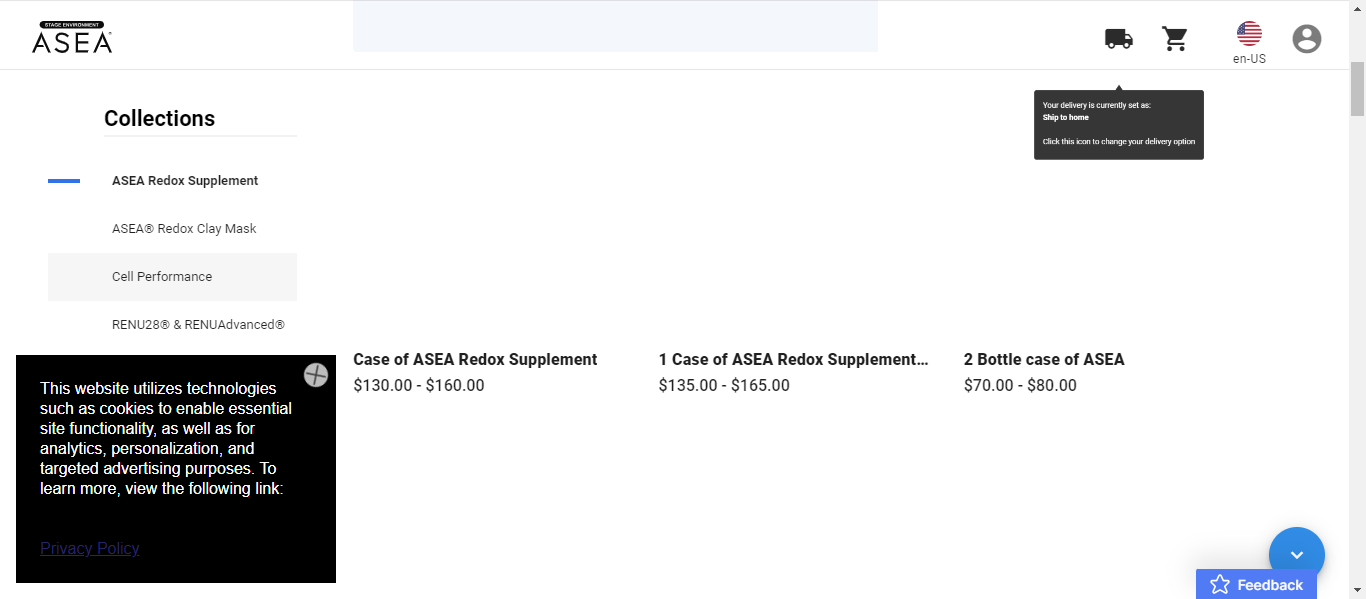 STAGE ENVIRONMENT
ASEA
en-US
Your delivery is currently set as:
Ship to home
Click this icon to change your delivery option
Collections
ASEA Redox Supplement
ASEA® Redox Clay Mask
Cell Performance
RENU28® & RENUAdvanced®
Case of ASEA Redox Supplement
$130.00 - $160.00
1 Case of ASEA Redox Supplement...
$135.00 - $165.00
2 Bottle case of ASEA
$70.00 - $80.00
This website utilizes technologies
such as cookies to enable essential
site functionality, as well as for
analytics, personalization, and
targeted advertising purposes. To
learn more, view the following link:
Privacy Policy
Feedback